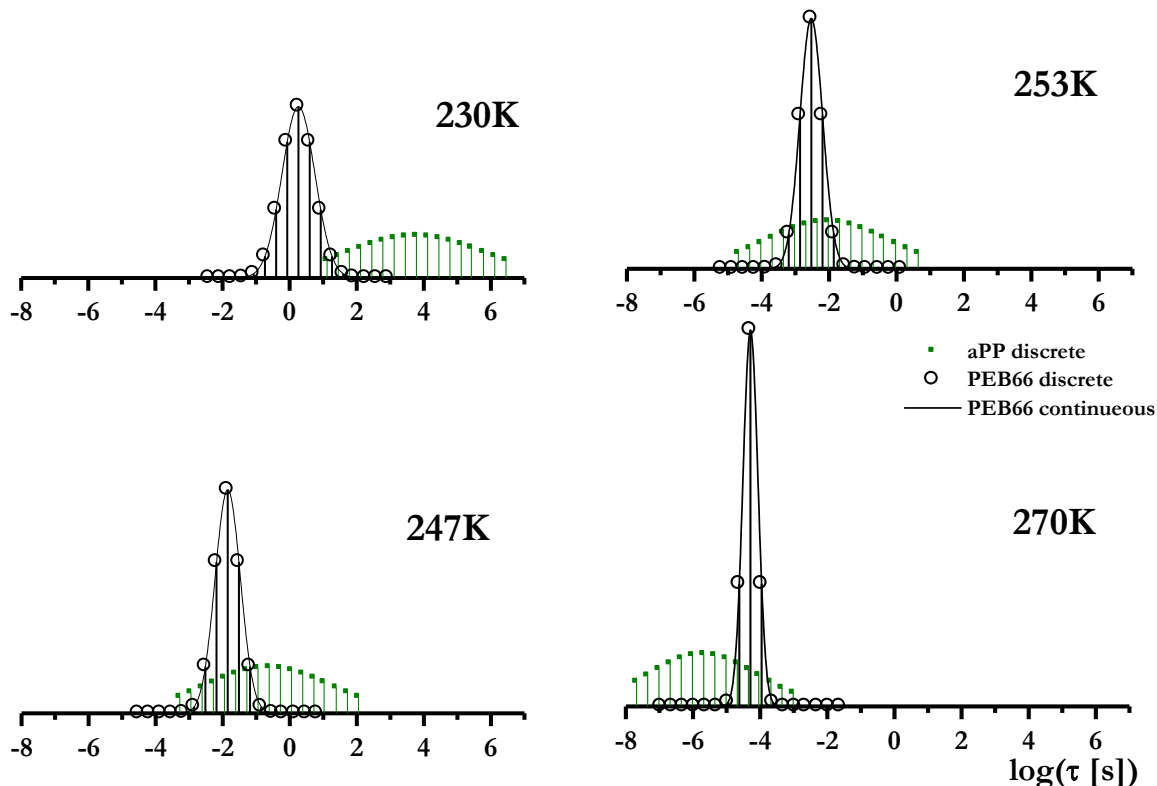 230K
-8 -6 -4 -2 0 2 4 6
253K
-8 -6 -4 -2 0 2 4 6
aPP discrete
PEB66 discrete
PEB66 continueous
247K
-8 -6 -4 -2 0 2 4 6
270K
-8 -6 -4 -2 0 2 4 6
log(τ [s])